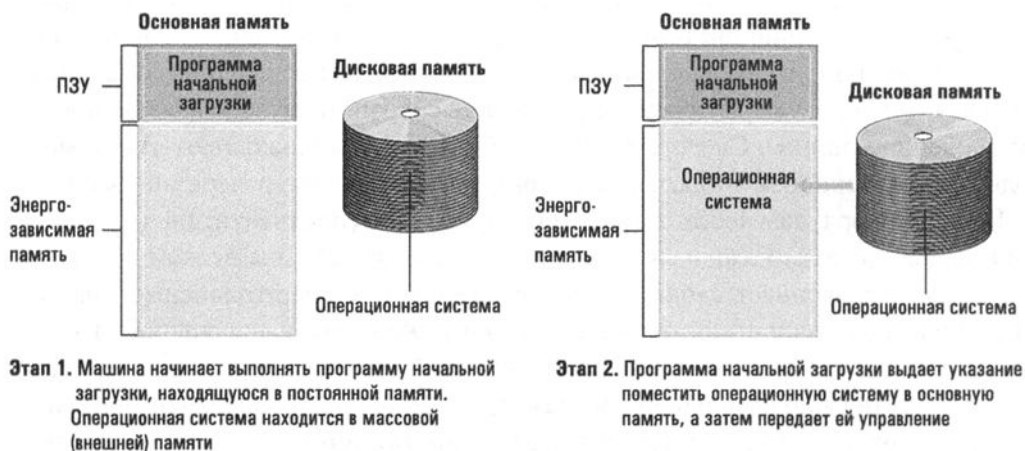 Основная память
ПЗУ
Программа
начальной
загрузки
Дисковая память
Энерго-
зависимая
память
Операционная система
Этап 1. Машина начинает выполнять программу начальной
загрузки, находящуюся в постоянной памяти.
Операционная система находится в массовой
(внешней) памяти
Основная память
ПЗУ
Программа
начальной
загрузки
Дисковая память
Операционная
система
Энерго-
зависимая
память
Операционная система
Этап 2. Программа начальной загрузки выдает указание
поместить операционную систему в основную
память, а затем передает ей управление